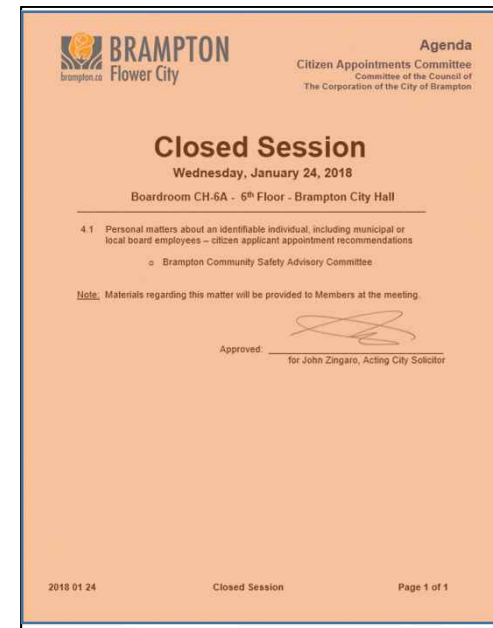 BRAMPTON
brampton.ca Flower City
Agenda
Citizen Appointments Committee
Committee of the Council of
The Corporation of the City of Brampton
Closed Session
Wednesday, January 24, 2018
Boardroom CH-6A - 6th Floor - Brampton City Hall
4.1 Personal matters about an identifiable individual, including municipal or
local board employees – citizen applicant appointment recommendations
o Brampton Community Safety Advisory Committee
Note: Materials regarding this matter will be provided to Members at the meeting.
Approved:
for John Zingaro, Acting City Solicitor
2018 01 24 Closed Session Page 1 of 1